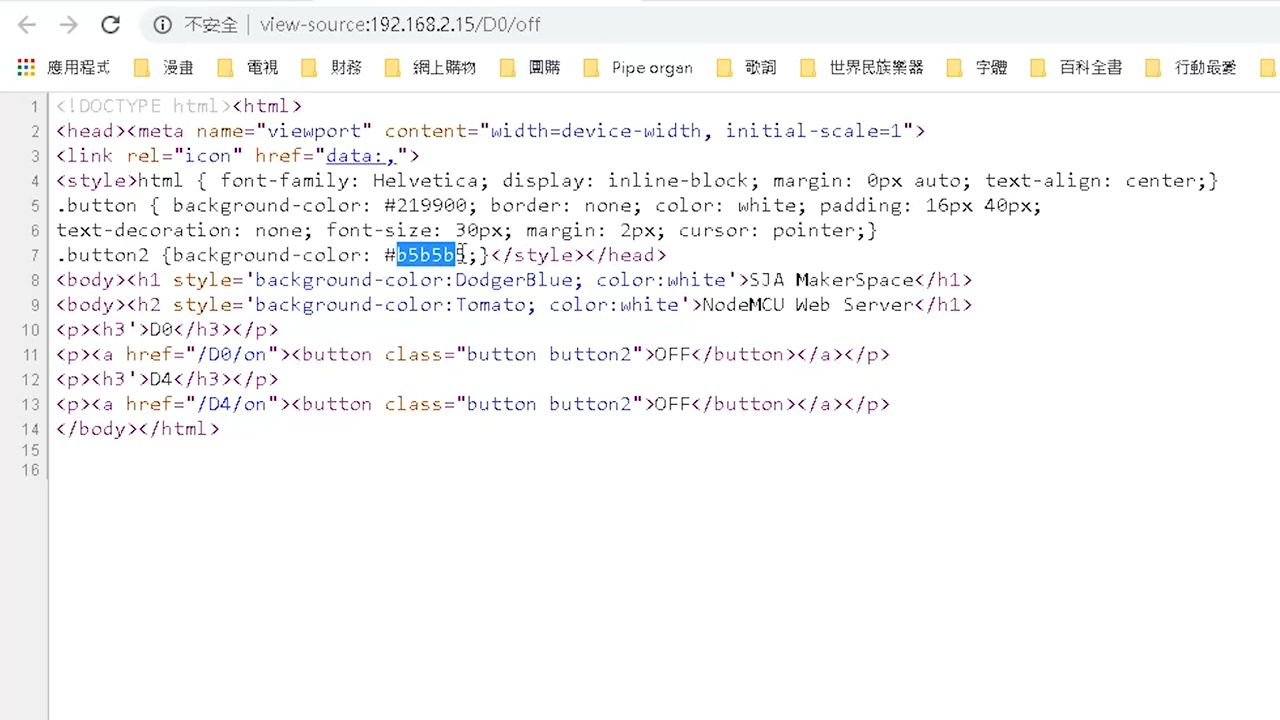 不安全 view-source:192.168.2.15/D0/off
應用程式 漫畫 電視 財務 網上購物 團購 Pipe organ 歌詞 世界民族樂器 字體 百科全書 行動最愛
1 <!DOCTYPE html><html>
2 <head><meta name="viewport" content="width=device-width, initial-scale=1">
3 <link rel="icon" href="data:,">
4 <style>html { font-family: Helvetica; display: inline-block; margin: 0px auto; text-align: center;}
5 .button { background-color: #219900; border: none; color: white; padding: 16px 40px;
6 text-decoration: none; font-size: 30px; margin: 2px; cursor: pointer;}
7 .button2 {background-color: #b5b5b5;}</style></head>
8 <body><h1 style='background-color:DodgerBlue; color:white'>SJA MakerSpace</h1>
9 <body><h2 style='background-color:Tomato; color:white'>NodeMCU Web Server</h1>
10 <p><h3'>D0</h3></p>
11 <p><a href="/D0/on"><button class="button button2">OFF</button></a></p>
12 <p><h3'>D4</h3></p>
13 <p><a href="/D4/on"><button class="button button2">OFF</button></a></p>
14 </body></html>
15
16